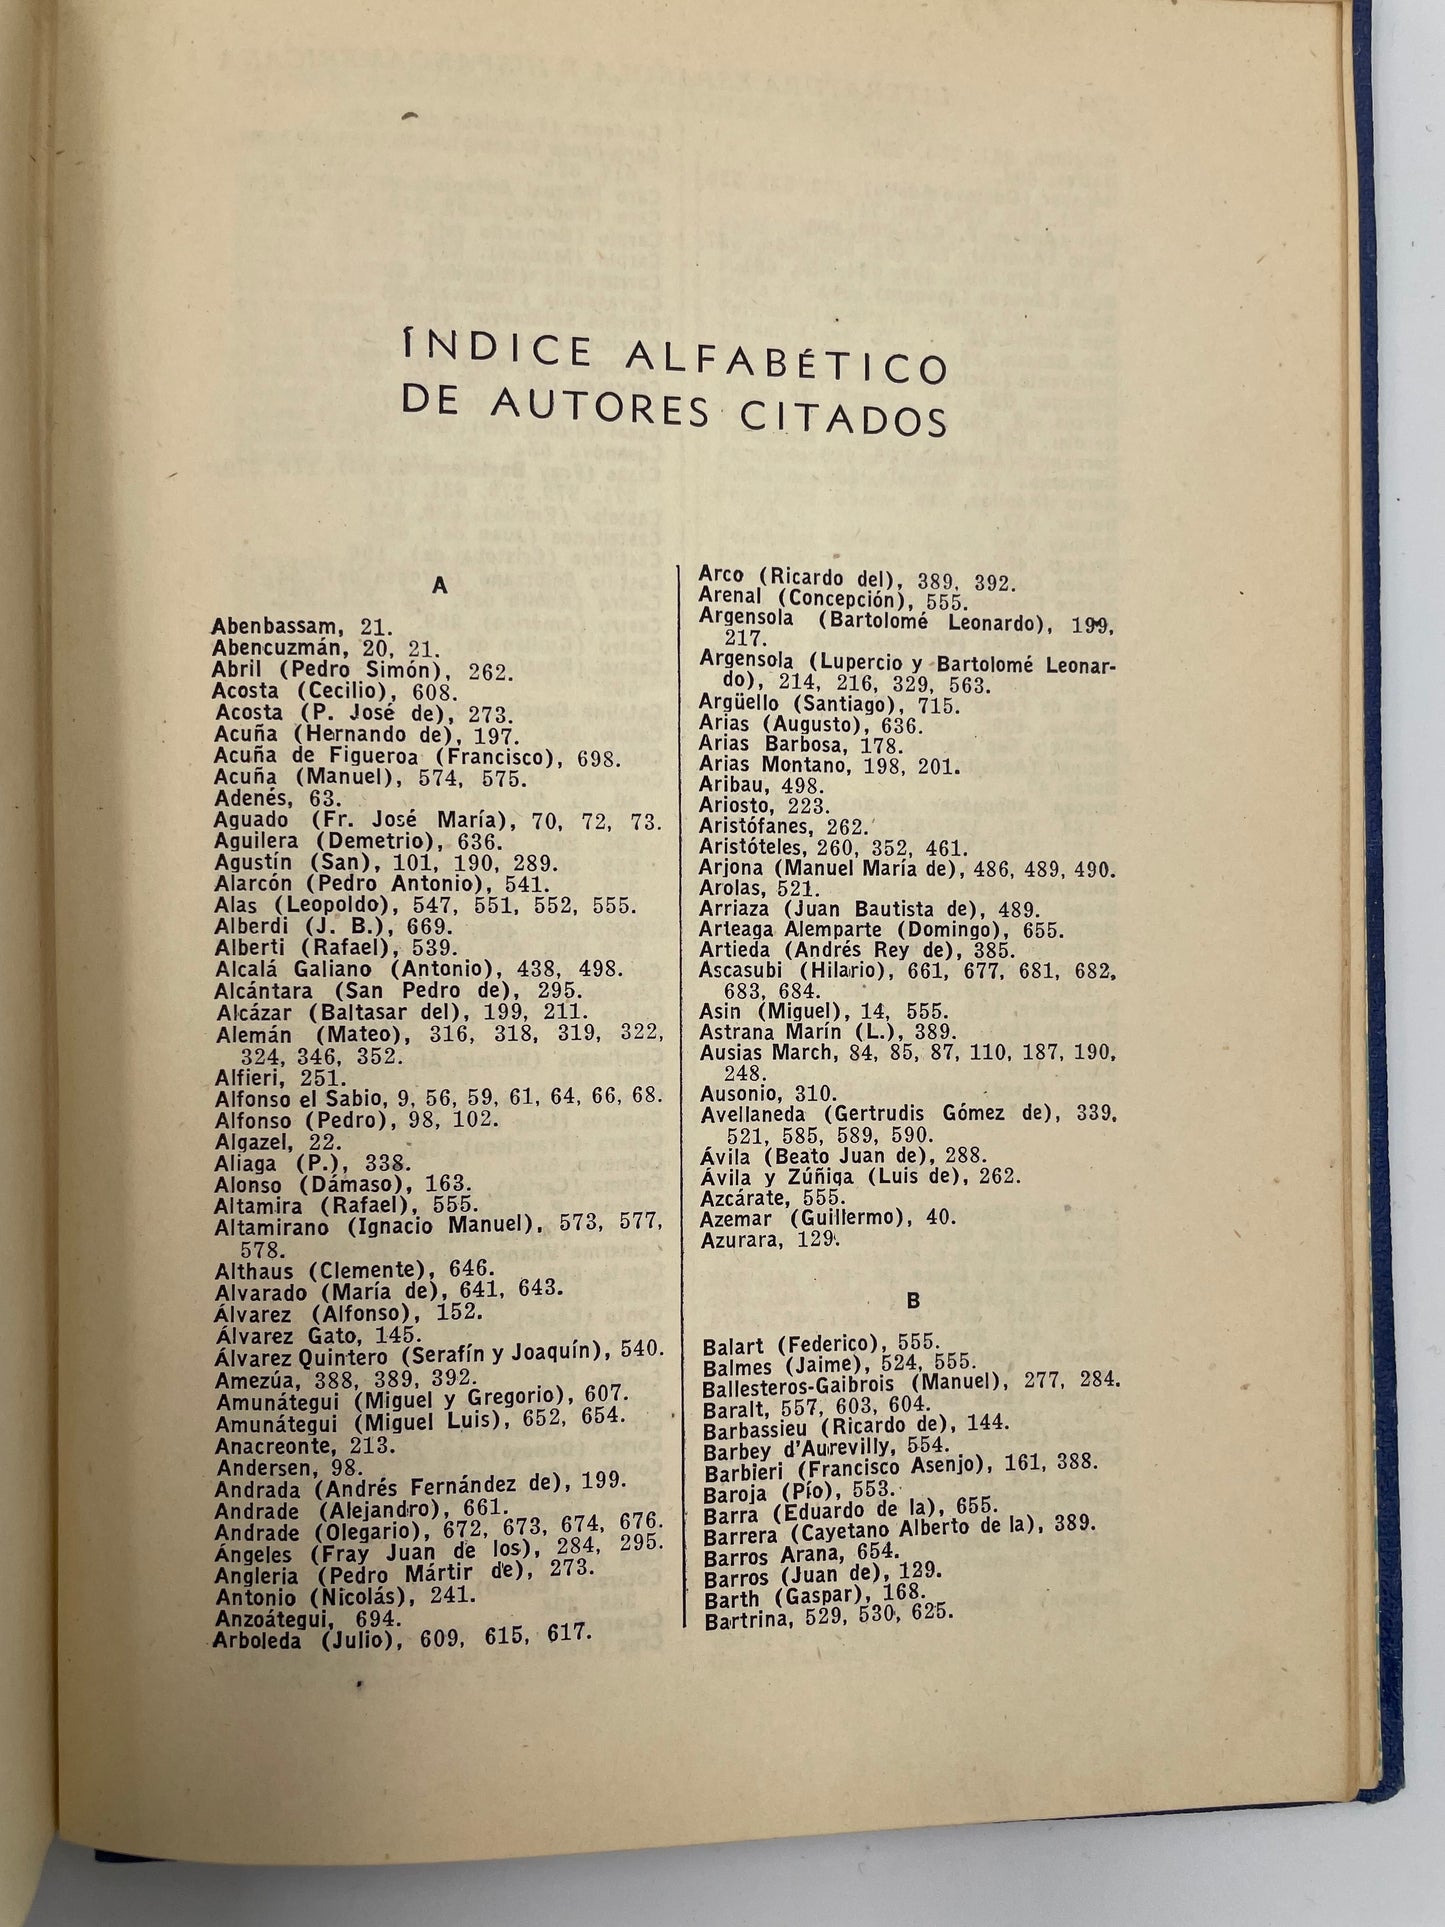 ÍNDICE ALFABÉTICO
DE AUTORES CITADOS
A
Abenbassam, 21.
Abencuzmán, 20, 21.
Abril (Pedro Simón), 262.
Acosta (Cecilio), 608.
Acosta (P. José de), 273.
Acuña (Hernando de), 197.
Acuña de Figueroa (Francisco), 698.
Acuña (Manuel), 574, 575.
Adenés, 63.
Aguado (Fr. José María), 70, 72, 73.
Aguilera (Demetrio), 636.
Agustín (San), 101, 190, 289.
Alarcón (Pedro Antonio), 541.
Alas (Leopoldo), 547, 551, 552, 555.
Alberdi (J. B.), 669.
Alberti (Rafael), 539.
Alcalá Galiano (Antonio), 438, 498.
Alcántara (San Pedro de), 295.
Alcázar (Baltasar del), 199, 211.
Alemán (Mateo), 316, 318, 319, 322,
324, 346, 352.
Alfieri, 251.
Alfonso el Sabio, 9, 56, 59, 61, 64, 66, 68.
Alfonso (Pedro), 98, 102.
Algazel, 22.
Aliaga (P.), 338.
Alonso (Dámaso), 163.
Altamira (Rafael), 555.
Altamirano (Ignacio Manuel), 573, 577,
578.
Althaus (Clemente), 646.
Alvarado (María de), 641, 643.
Álvarez (Alfonso), 152.
Álvarez Gato, 145.
Álvarez Quintero (Serafín y Joaquín), 540.
Amezúa, 388, 389, 392.
Amunátegui (Miguel y Gregorio), 607.
Amunátegui (Miguel Luis), 652, 654.
Anacreonte, 213.
Andersen, 98.
Andrada (Andrés Fernández de), 199.
Andrade (Alejandro), 661.
Andrade (Olegario), 672, 673, 674, 676.
Ángeles (Fray Juan de los), 284, 295.
Angleria (Pedro Mártir de), 273.
Antonio (Nicolás), 241.
Anzoátegui, 694.
Arboleda (Julio), 609, 615, 617.
Arco (Ricardo del), 389, 392.
Arenal (Concepción), 555.
Argensola (Bartolomé Leonardo), 199,
217.
Argensola (Lupercio y Bartolomé Leonar-
do), 214, 216, 329, 563.
Argüello (Santiago), 715.
Arias (Augusto), 636.
Arias Barbosa, 178.
Arias Montano, 198, 201.
Aribau, 498.
Ariosto, 223.
Aristófanes, 262.
Aristóteles, 260, 352, 461.
Arjona (Manuel María de), 486, 489, 490.
Arolas, 521.
Arriaza (Juan Bautista de), 489.
Arteaga Alemparte (Domingo), 655.
Artieda (Andrés Rey de), 385.
Ascasubi (Hilario), 661, 677, 681, 682,
683, 684.
Asin (Miguel), 14, 555.
Astrana Marín (L.), 389.
Ausias March, 84, 85, 87, 110, 187, 190,
248.
Ausonio, 310.
Avellaneda (Gertrudis Gómez de), 339,
521, 585, 589, 590.
Ávila (Beato Juan de), 288.
Ávila y Zúñiga (Luis de), 262.
Azcárate, 555.
Azemar (Guillermo), 40.
Azurara, 129.
B
Balart (Federico), 555.
Balmes (Jaime), 524, 555.
Ballesteros-Gaibrois (Manuel), 277, 284.
Baralt, 557, 603, 604.
Barbassieu (Ricardo de), 144.
Barbey d'Aurevilly, 554.
Barbieri (Francisco Asenjo), 161, 388.
Baroja (Pío), 553.
Barra (Eduardo de la), 655.
Barrera (Cayetano Alberto de la), 389.
Barros Arana, 654.
Barros (Juan de), 129.
Barth (Gaspar), 168.
Bartrina, 529, 530, 625.